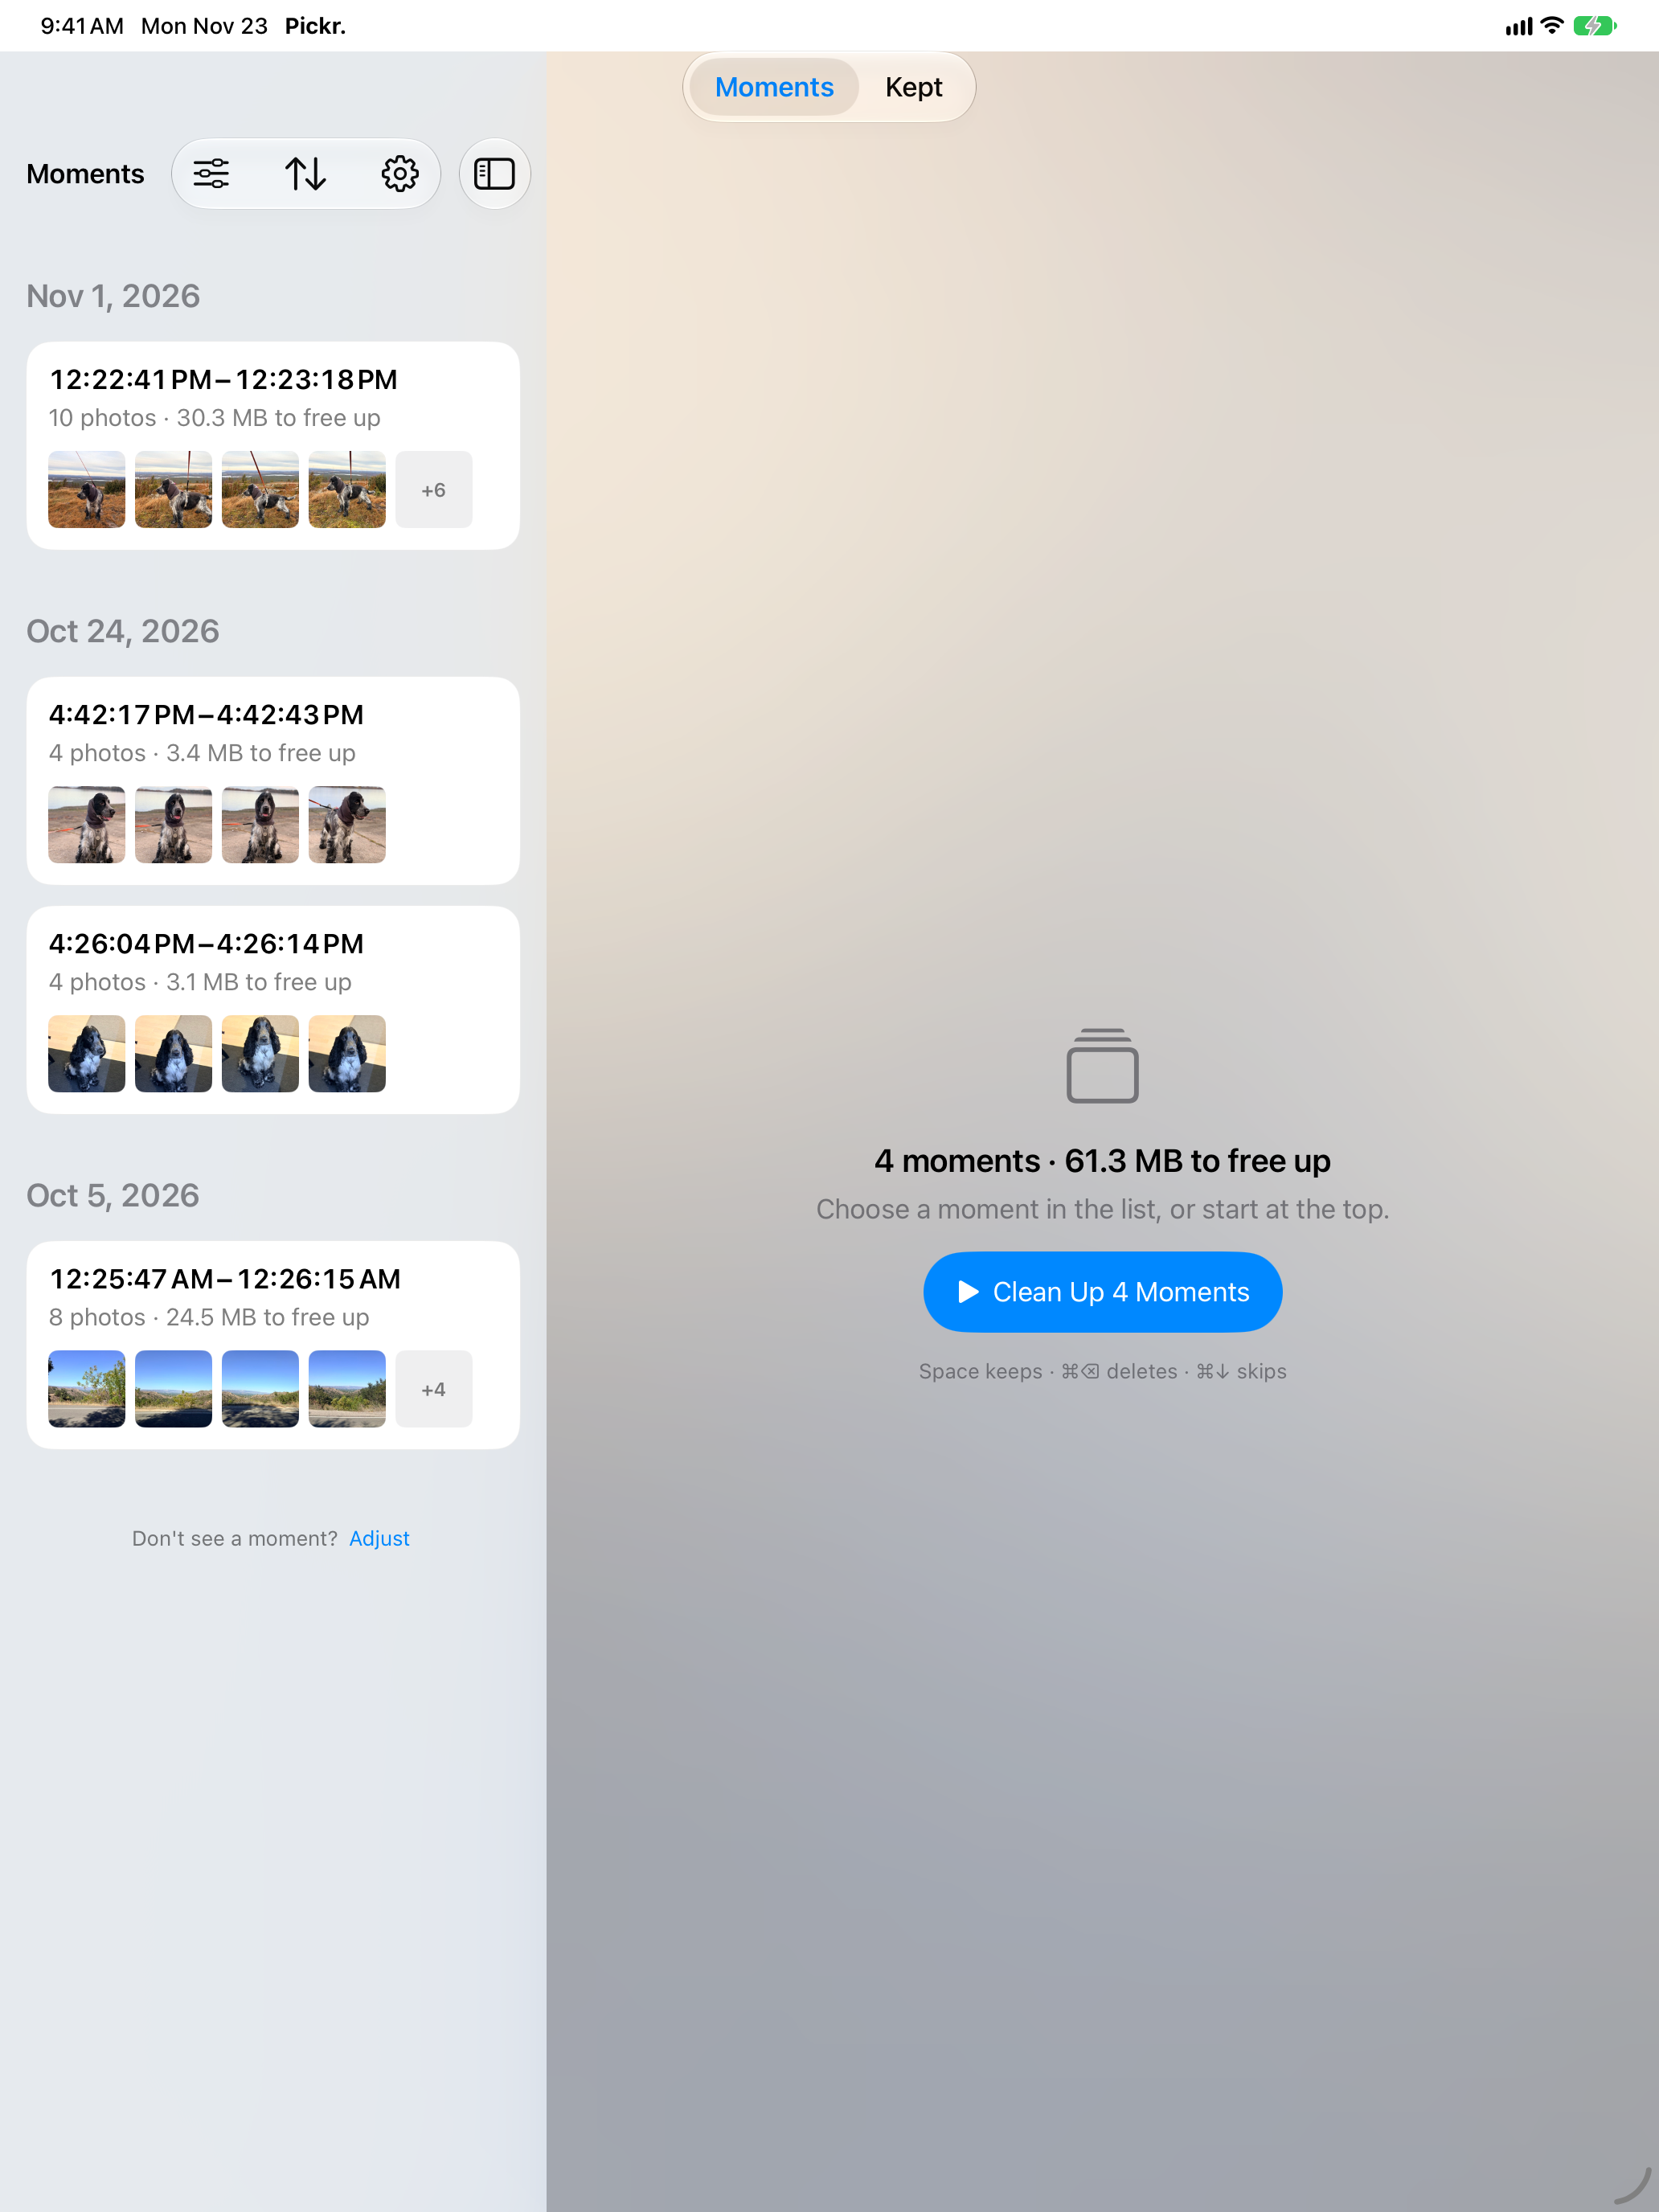 9:41 AM Mon Nov 23 Pickr.
Moments Kept
Moments
Nov 1, 2026
12:22:41 PM – 12:23:18 PM
10 photos · 30.3 MB to free up
+6
Oct 24, 2026
4:42:17 PM – 4:42:43 PM
4 photos · 3.4 MB to free up
4:26:04 PM – 4:26:14 PM
4 photos · 3.1 MB to free up
Oct 5, 2026
12:25:47 AM – 12:26:15 AM
8 photos · 24.5 MB to free up
+4
Don't see a moment? Adjust
4 moments · 61.3 MB to free up
Choose a moment in the list, or start at the top.
Clean Up 4 Moments
Space keeps · ⌘⌫ deletes · ⌘↓ skips